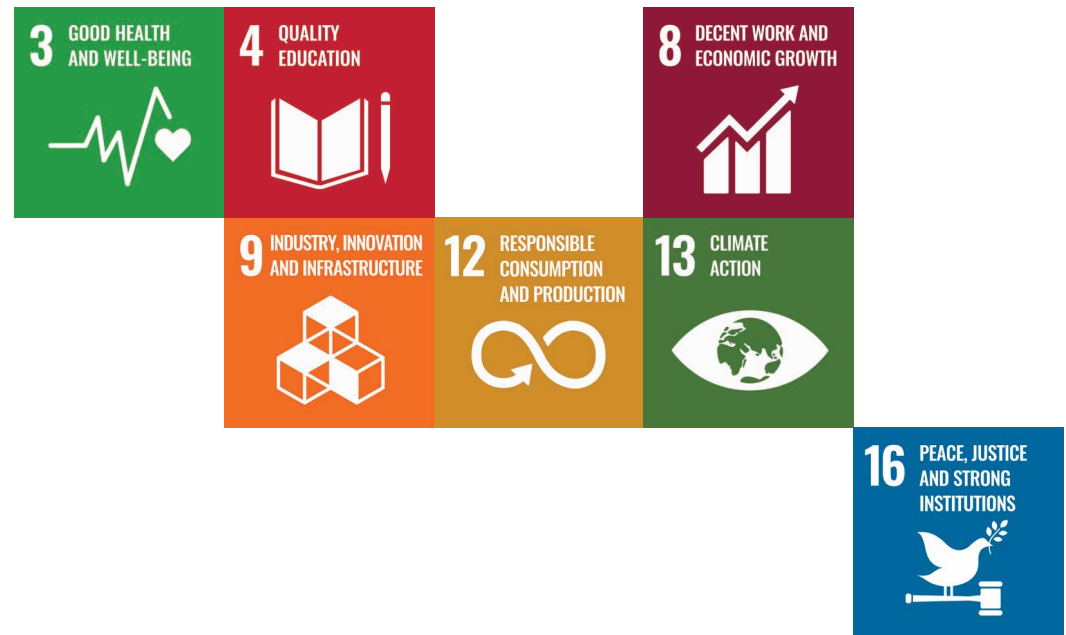 3 GOOD HEALTH
AND WELL-BEING
4 QUALITY
EDUCATION
8 DECENT WORK AND
ECONOMIC GROWTH
9 INDUSTRY, INNOVATION
AND INFRASTRUCTURE
12 RESPONSIBLE
CONSUMPTION
AND PRODUCTION
13 CLIMATE
ACTION
16 PEACE, JUSTICE
AND STRONG
INSTITUTIONS